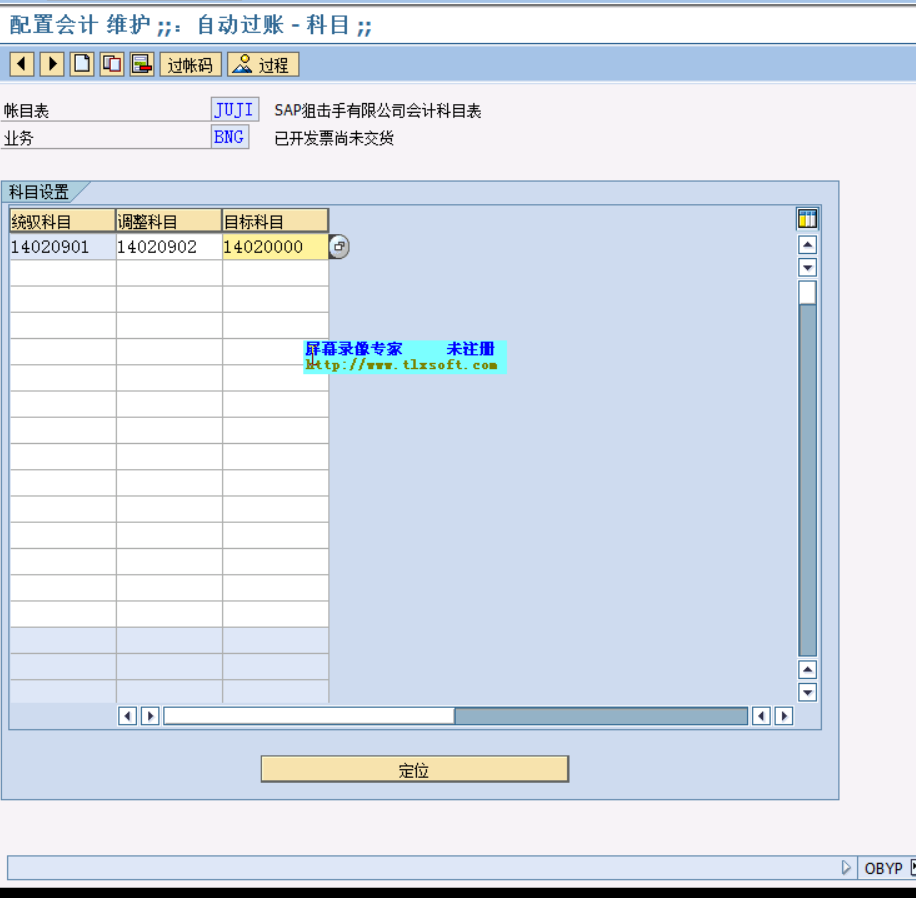 配置会计 维护 ;;: 自动过账 - 科目 ;;
过帐码 过程
帐目表 JUJI SAP狙击手有限公司会计科目表
业务 BNG 已开发票尚未交货
科目设置
统驭科目 调整科目 目标科目
14020901 14020902 14020000
屏幕录像专家 未注册
http://www.tlxsoft.com
定位
OBYP